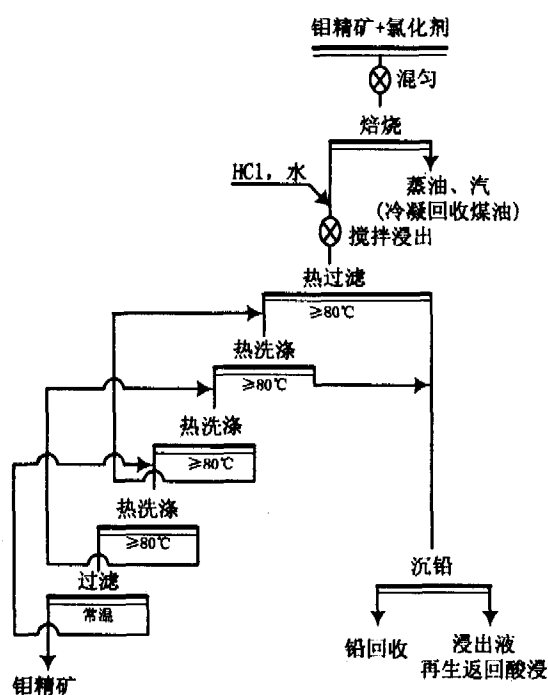 钼精矿+氯化剂
混匀
焙烧
HCl，水
蒸油、汽
(冷凝回收煤油)
搅拌浸出
热过滤
≥80℃
热洗涤
≥80℃
热洗涤
≥80℃
热洗涤
≥80℃
过滤
常温
沉铅
钼精矿
铅回收
浸出液
再生返回酸浸